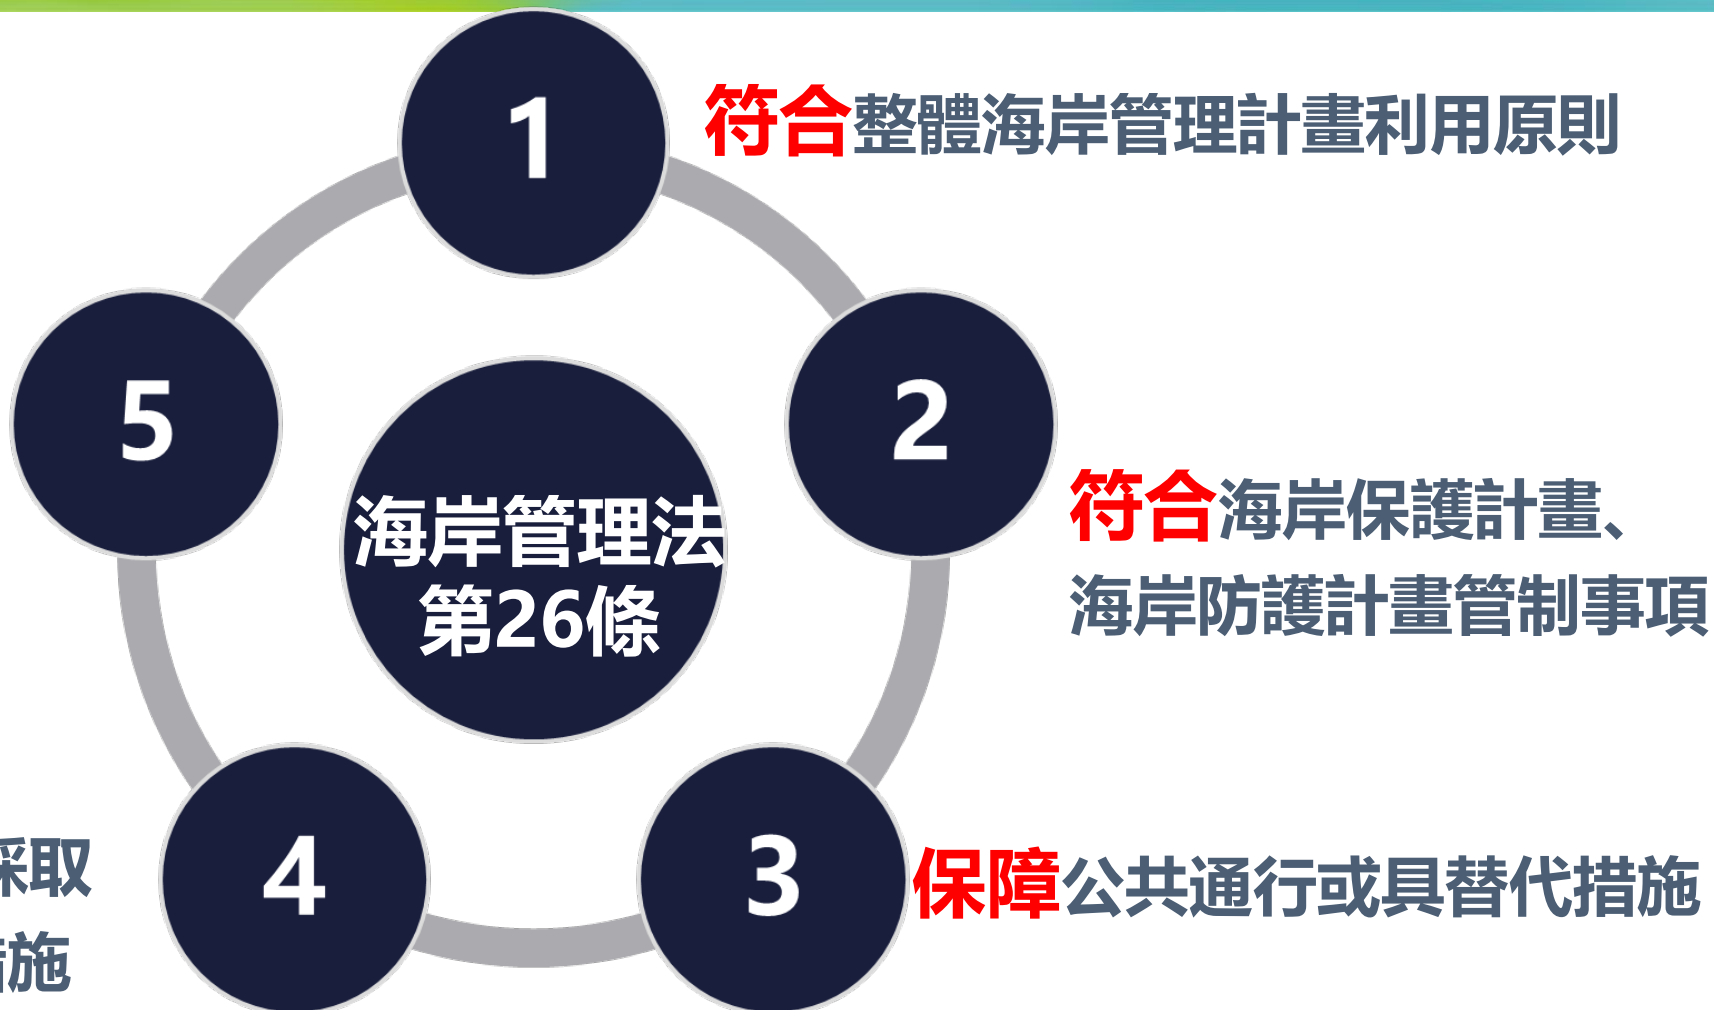 1
符合整體海岸管理計畫利用原則
2
符合海岸保護計畫、
海岸防護計畫管制事項
3
保障公共通行或具替代措施
4
採取
措施
5
海岸管理法
第26條